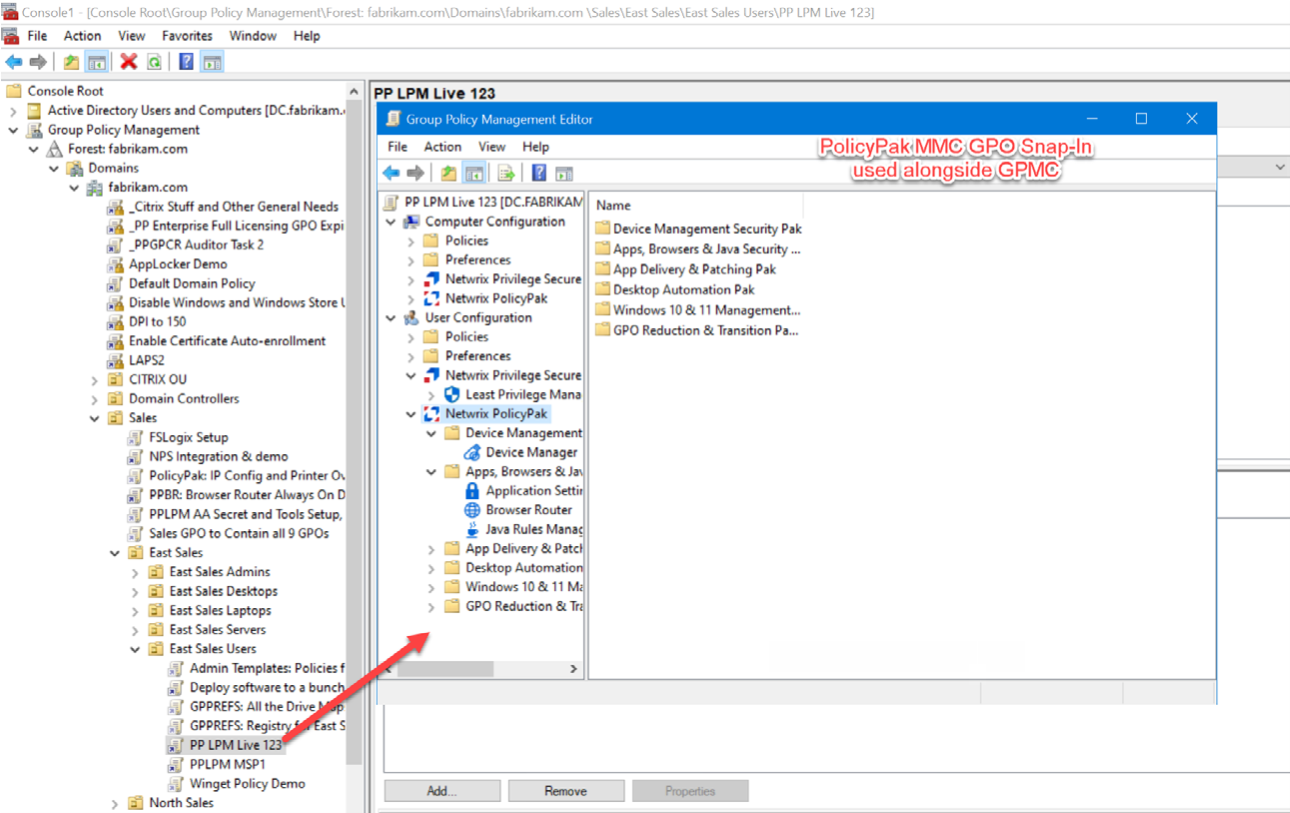 Console1 - [Console Root\Group Policy Management\Forest: fabrikam.com\Domains\fabrikam.com \Sales\East Sales\East Sales Users\PP LPM Live 123]
File Action View Favorites Window Help
Console Root
Active Directory Users and Computers [DC.fabrikam.
Group Policy Management
Forest: fabrikam.com
Domains
fabrikam.com
_Citrix Stuff and Other General Needs
_PP Enterprise Full Licensing GPO Expi
_PPGPCR Auditor Task 2
AppLocker Demo
Default Domain Policy
Disable Windows and Windows Store U
DPI to 150
Enable Certificate Auto-enrollment
LAPS2
CITRIX OU
Domain Controllers
Sales
FSLogix Setup
NPS Integration & demo
PolicyPak: IP Config and Printer Ov
PPBR: Browser Router Always On D
PPLPM AA Secret and Tools Setup,
Sales GPO to Contain all 9 GPOs
East Sales
East Sales Admins
East Sales Desktops
East Sales Laptops
East Sales Servers
East Sales Users
Admin Templates: Policies f
Deploy software to a bunch
GPPREFS: All the Drive Map
GPPREFS: Registry for East S
PP LPM Live 123
PPLPM MSP1
Winget Policy Demo
North Sales
PP LPM Live 123
Group Policy Management Editor
File Action View Help
PolicyPak MMC GPO Snap-In
used alongside GPMC
PP LPM Live 123 [DC.FABRIKAM
Computer Configuration
Policies
Preferences
Netwrix Privilege Secure
Netwrix PolicyPak
User Configuration
Policies
Preferences
Netwrix Privilege Secure
Least Privilege Mana
Netwrix PolicyPak
Device Management
Device Manager
Apps, Browsers & Jav
Application Settin
Browser Router
Java Rules Manag
App Delivery & Patch
Desktop Automation
Windows 10 & 11 Ma
GPO Reduction & Tra
Name
Device Management Security Pak
Apps, Browsers & Java Security ...
App Delivery & Patching Pak
Desktop Automation Pak
Windows 10 & 11 Management...
GPO Reduction & Transition Pa...
Add... Remove Properties